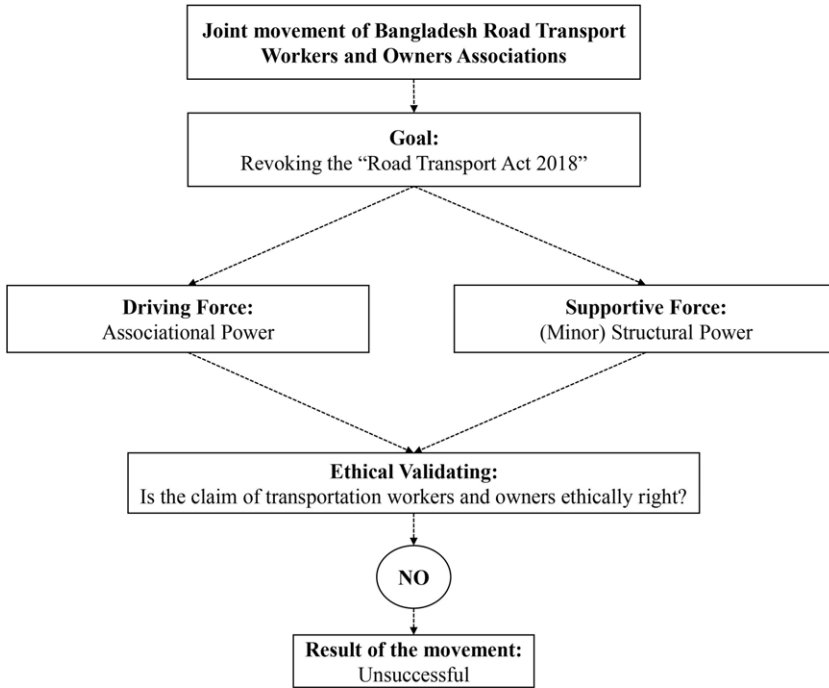 Joint movement of Bangladesh Road Transport
Workers and Owners Associations
Goal:
Revoking the “Road Transport Act 2018”
Driving Force:
Associational Power
Supportive Force:
(Minor) Structural Power
Ethical Validating:
Is the claim of transportation workers and owners ethically right?
NO
Result of the movement:
Unsuccessful